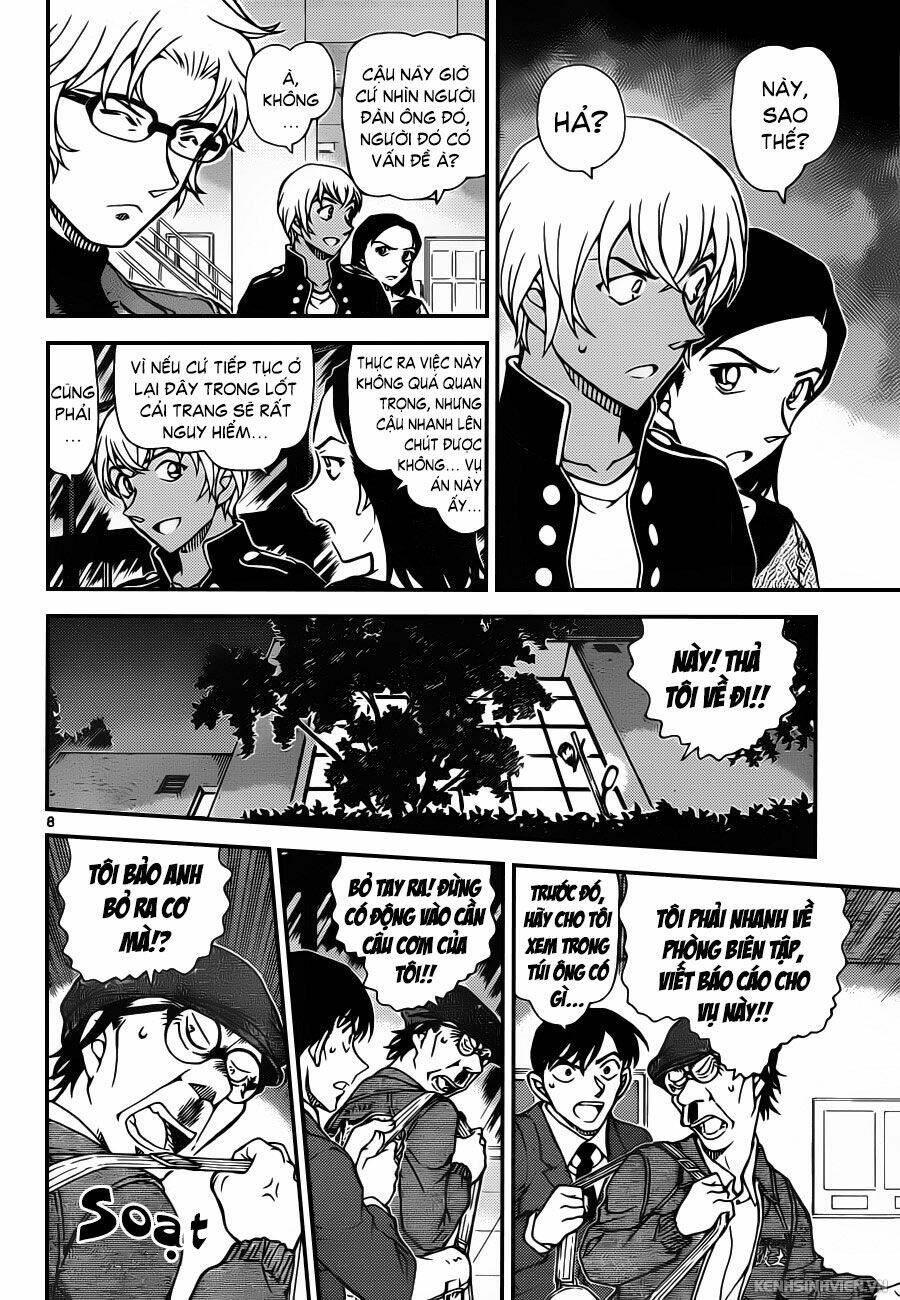 NÀY,
SAO
THẾ?
HẢ?
CẬU NÀY GIỜ
CỨ NHÌN NGƯỜI
ĐÀN ÔNG ĐÓ,
NGƯỜI ĐÓ CÓ
VẤN ĐỀ À?
À,
KHÔNG
...
THỰC RA VIỆC NÀY
KHÔNG QUÁ QUAN
TRỌNG, NHƯNG
CẬU NHANH LÊN
CHÚT ĐƯỢC
KHÔNG... VỤ
ÁN NÀY
ẤY...
VÌ NẾU CỨ TIẾP TỤC Ở
LẠI ĐÂY TRONG LỐT
CẢI TRANG SẼ RẤT
NGUY HIỂM...
CŨNG
PHẢI
...
NÀY! THẢ
TÔI VỀ ĐI!!
8
TÔI PHẢI NHANH VỀ
PHÒNG BIÊN TẬP,
VIẾT BÁO CÁO CHO
VỤ NÀY!!
TRƯỚC ĐÓ,
HÃY CHO TÔI
XEM TRONG
TÚI ÔNG CÓ
GÌ...
BỎ TAY RA! ĐỪNG
CÓ ĐỘNG VÀO CẦN
CÂU CƠM CỦA
TÔI!!
TÔI BẢO ANH
BỎ RA CƠ
MÀ!?
Soạt
KENHSINHVIEN.VN